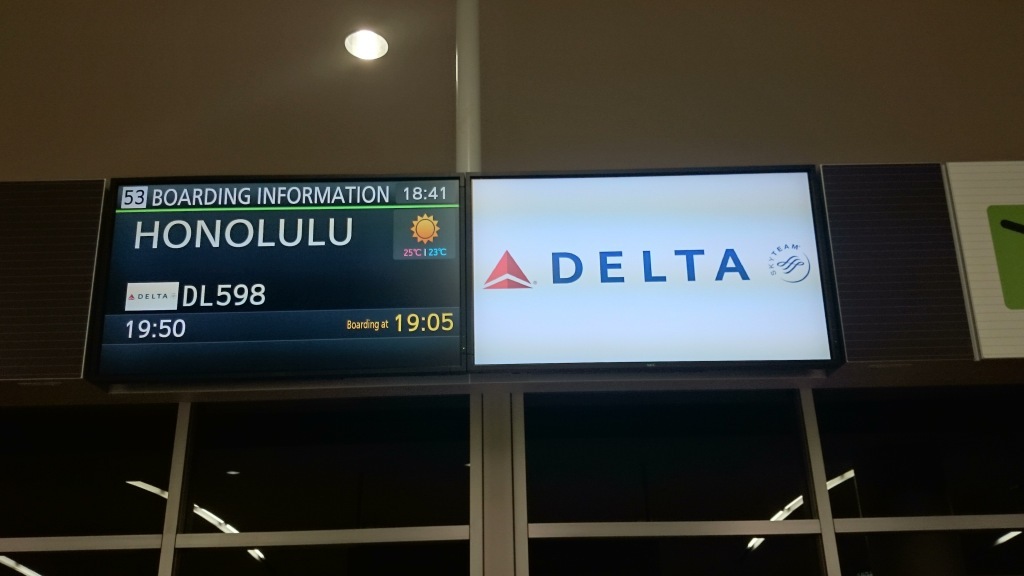 53 BOARDING INFORMATION 18:41
HONOLULU
25°C | 23°C
DELTA DL598
19:50 Boarding at 19:05
DELTA SKYTEAM